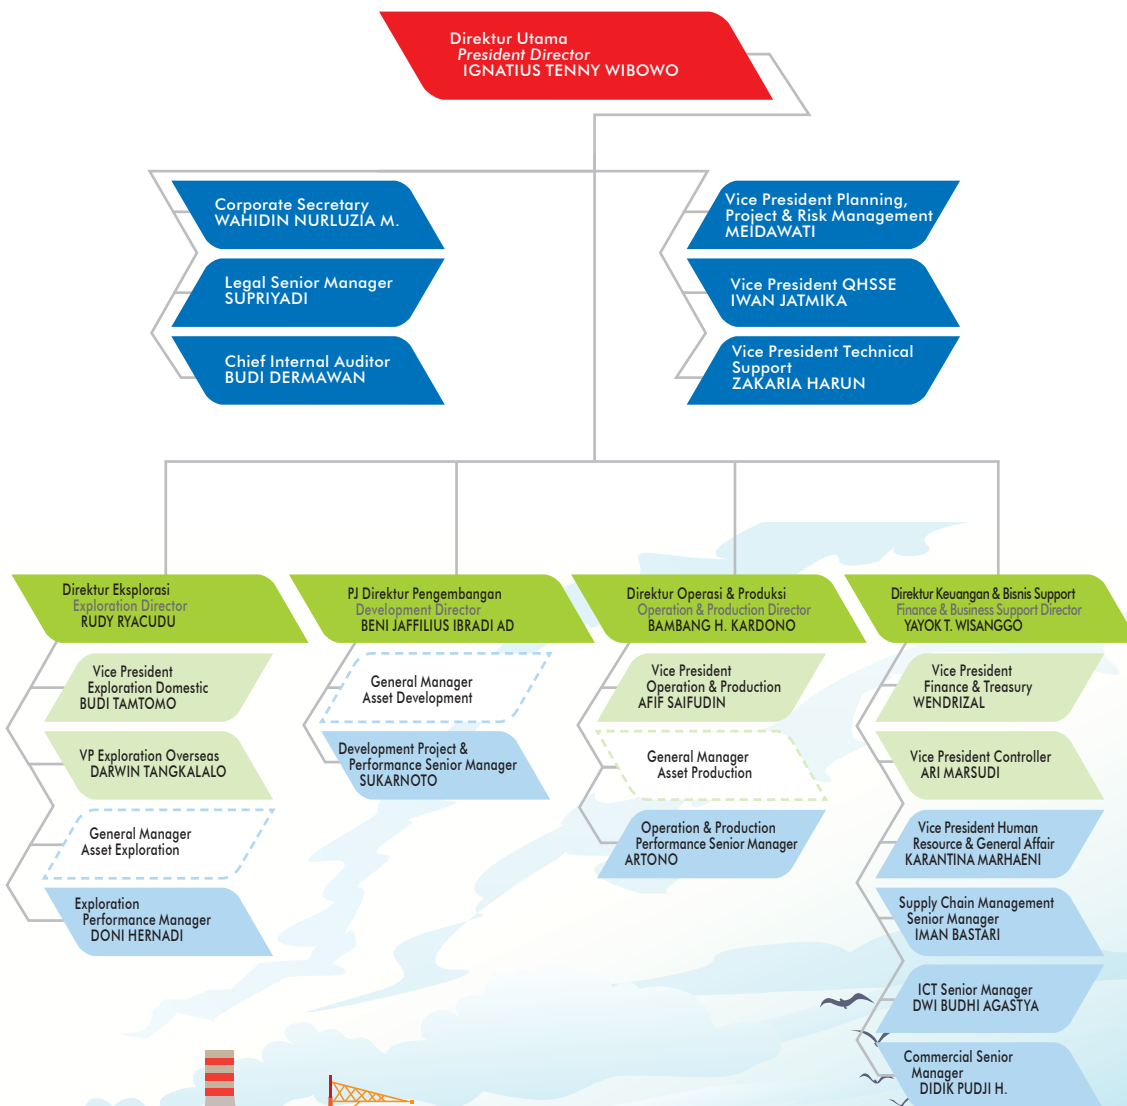 Direktur Utama
President Director
IGNATIUS TENNY WIBOWO
Corporate Secretary
WAHIDIN NURLUZIA M.
Legal Senior Manager
SUPRIYADI
Chief Internal Auditor
BUDI DERMAWAN
Vice President Planning,
Project & Risk Management
MEIDAWATI
Vice President QHSSE
IWAN JATMIKA
Vice President Technical
Support
ZAKARIA HARUN
Direktur Eksplorasi
Exploration Director
RUDY RYACUDU
Vice President
Exploration Domestic
BUDI TAMTOMO
VP Exploration Overseas
DARWIN TANGKALALO
General Manager
Asset Exploration
Exploration
Performance Manager
DONI HERNADI
PJ Direktur Pengembangan
Development Director
BENI JAFFILIUS IBRADI AD
General Manager
Asset Development
Development Project &
Performance Senior Manager
SUKARNOTO
Direktur Operasi & Produksi
Operation & Production Director
BAMBANG H. KARDONO
Vice President
Operation & Production
AFIF SAIFUDIN
General Manager
Asset Production
Operation & Production
Performance Senior Manager
ARTONO
Direktur Keuangan & Bisnis Support
Finance & Business Support Director
YAYOK T. WISANGGO
Vice President
Finance & Treasury
WENDRIZAL
Vice President Controller
ARI MARSUDI
Vice President Human
Resource & General Affair
KARANTINA MARHAENI
Supply Chain Management
Senior Manager
IMAN BASTARI
ICT Senior Manager
DWI BUDHI AGASTYA
Commercial Senior
Manager
DIDIK PUDJI H.